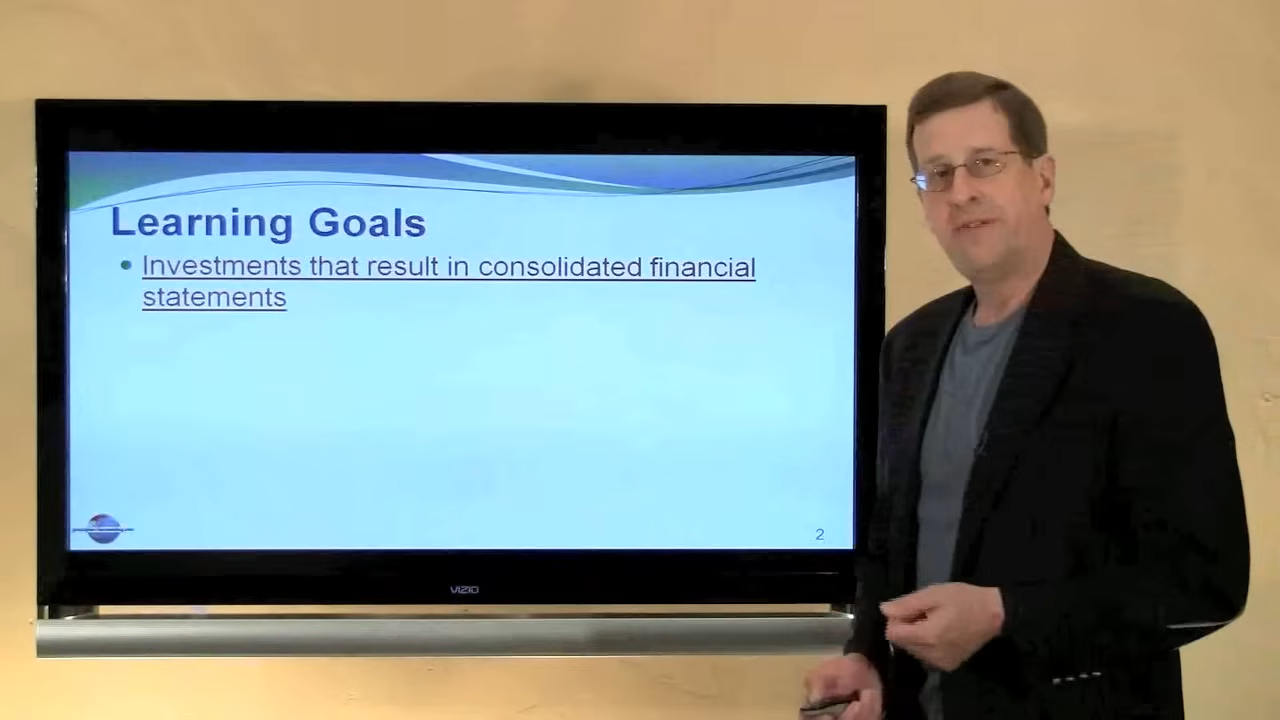 Learning Goals
• Investments that result in consolidated financial
statements
2
VIZIO